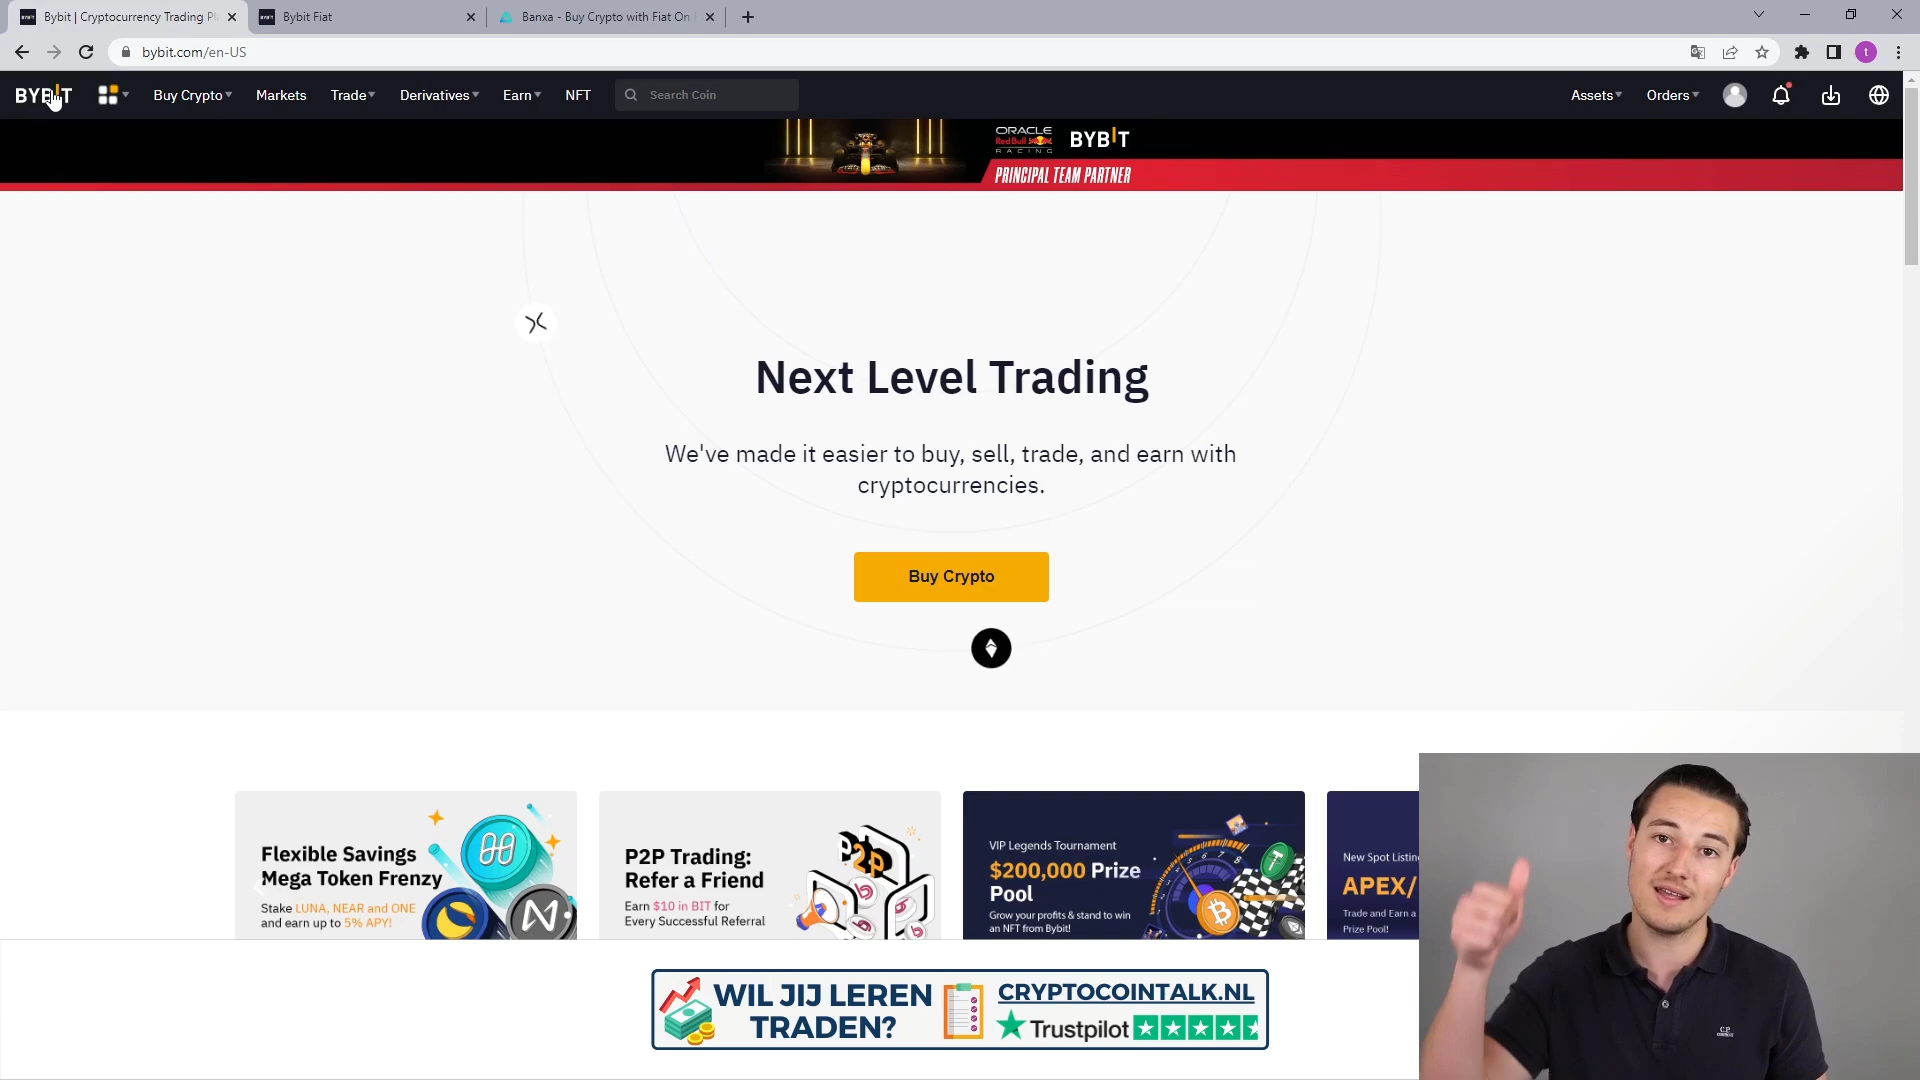 Bybit | Cryptocurrency Trading Pl
Bybit Fiat
Banxa - Buy Crypto with Fiat On
bybit.com/en-US
t
BYBIT
Buy Crypto
Markets
Trade
Derivatives
Earn
NFT
Search Coin
Assets
Orders
ORACLE
Red Bull
RACING
BYBIT
PRINCIPAL TEAM PARTNER
Next Level Trading
We've made it easier to buy, sell, trade, and earn with
cryptocurrencies.
Buy Crypto
Flexible Savings
Mega Token Frenzy
Stake LUNA, NEAR and ONE
and earn up to 5% APY!
P2P Trading:
Refer a Friend
Earn $10 in BIT for
Every Successful Referral
P2P
VIP Legends Tournament
$200,000 Prize
Pool
Grow your profits & stand to win
an NFT from Bybit!
New Spot Listin
APEX/
Trade and Earn a
Prize Pool!
WIL JIJ LEREN
TRADEN?
CRYPTOCOINTALK.NL
Trustpilot